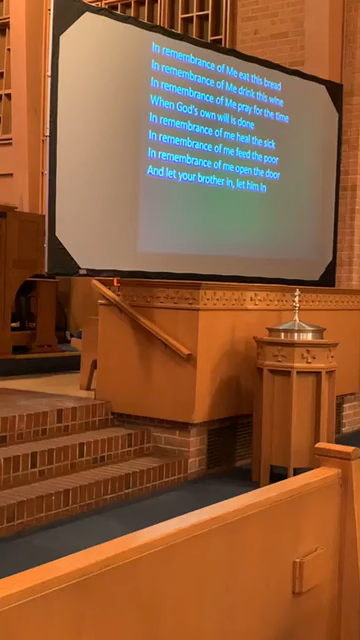 In remembrance of Me eat this bread
In remembrance of Me drink this wine
In remembrance of Me pray for the time
When God's own will is done
In remembrance of me heal the sick
In remembrance of me feed the poor
In remembrance of me open the door
And let your brother in, let him in